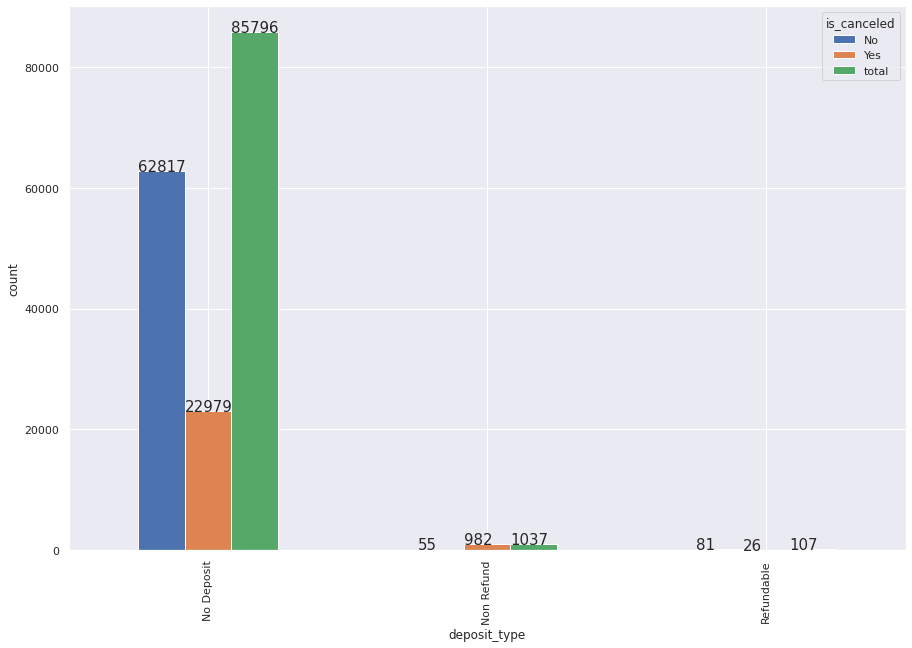 is_canceled
No
Yes
total
count
80000
60000
40000
20000
0
62817
22979
85796
55
982
1037
81
26
107
No Deposit
Non Refund
Refundable
deposit_type